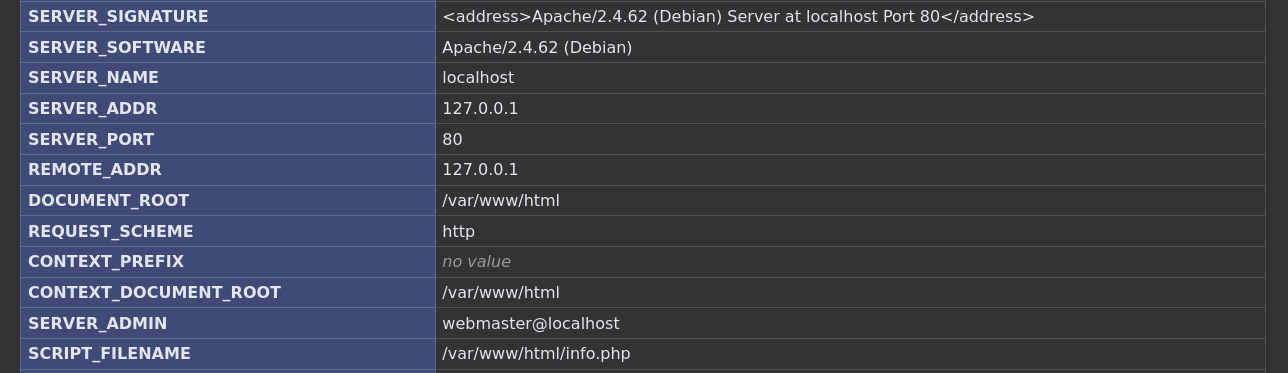 SERVER_SIGNATURE <address>Apache/2.4.62 (Debian) Server at localhost Port 80</address>
SERVER_SOFTWARE Apache/2.4.62 (Debian)
SERVER_NAME localhost
SERVER_ADDR 127.0.0.1
SERVER_PORT 80
REMOTE_ADDR 127.0.0.1
DOCUMENT_ROOT /var/www/html
REQUEST_SCHEME http
CONTEXT_PREFIX no value
CONTEXT_DOCUMENT_ROOT /var/www/html
SERVER_ADMIN webmaster@localhost
SCRIPT_FILENAME /var/www/html/info.php